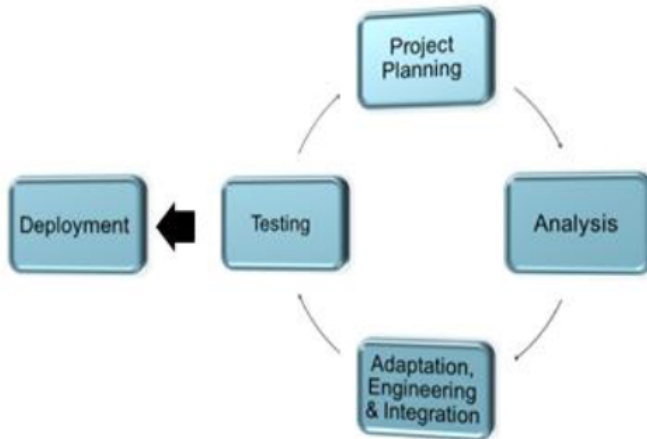 Project
Planning
Deployment
Testing
Analysis
Adaptation,
Engineering
& Integration